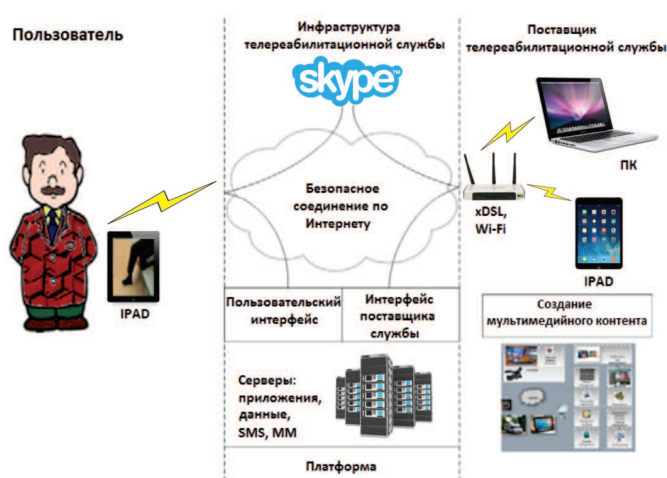 Пользователь
IPAD
Инфраструктура
телереабилитационной службы
skype™
Безопасное
соединение по
Интернету
Пользовательский
интерфейс
Интерфейс
поставщика
службы
Серверы:
приложения,
данные,
SMS, MM
Платформа
Поставщик
телереабилитационной службы
ПК
xDSL,
Wi-Fi
IPAD
Создание
мультимедийного контента